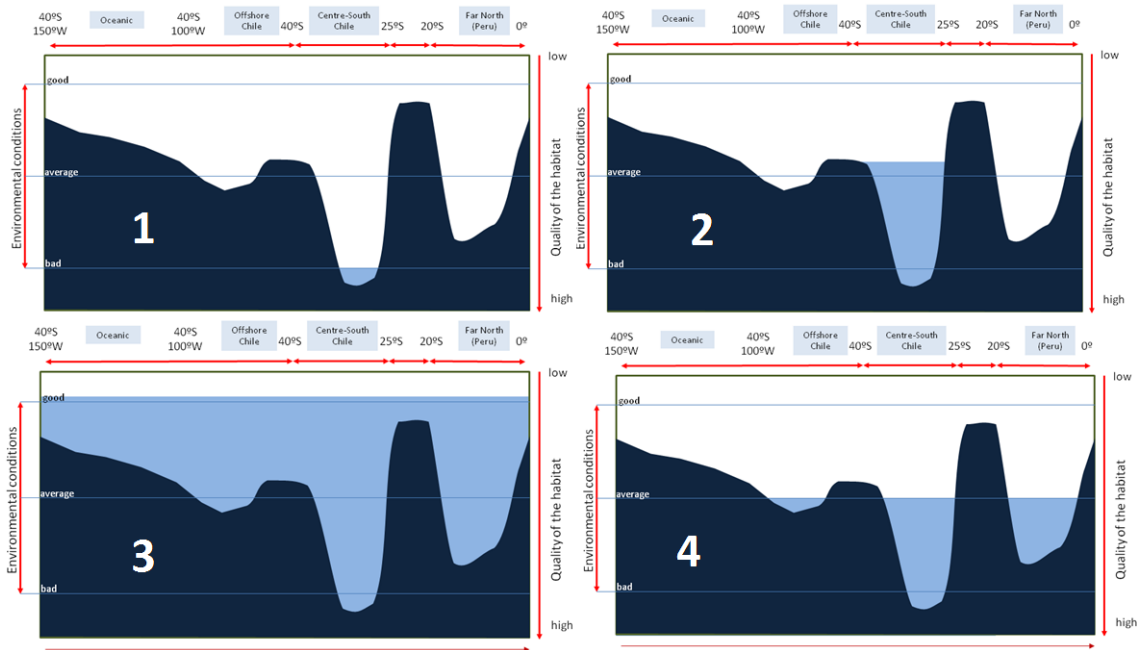 40ºS
150ºW
Oceanic
40ºS
100ºW
Offshore
Chile
40ºS
Centre-South
Chile
25ºS
20ºS
Far North
(Peru)
0º
low
good
average
bad
Environmental conditions
Quality of the habitat
high
1
40ºS
150ºW
Oceanic
40ºS
100ºW
Offshore
Chile
40ºS
Centre-South
Chile
25ºS
20ºS
Far North
(Peru)
0º
low
good
average
bad
Environmental conditions
Quality of the habitat
high
2
40ºS
150ºW
Oceanic
40ºS
100ºW
Offshore
Chile
40ºS
Centre-South
Chile
25ºS
20ºS
Far North
(Peru)
0º
low
good
average
bad
Environmental conditions
Quality of the habitat
high
3
40ºS
150ºW
Oceanic
40ºS
100ºW
Offshore
Chile
40ºS
Centre-South
Chile
25ºS
20ºS
Far North
(Peru)
0º
low
good
average
bad
Environmental conditions
Quality of the habitat
high
4